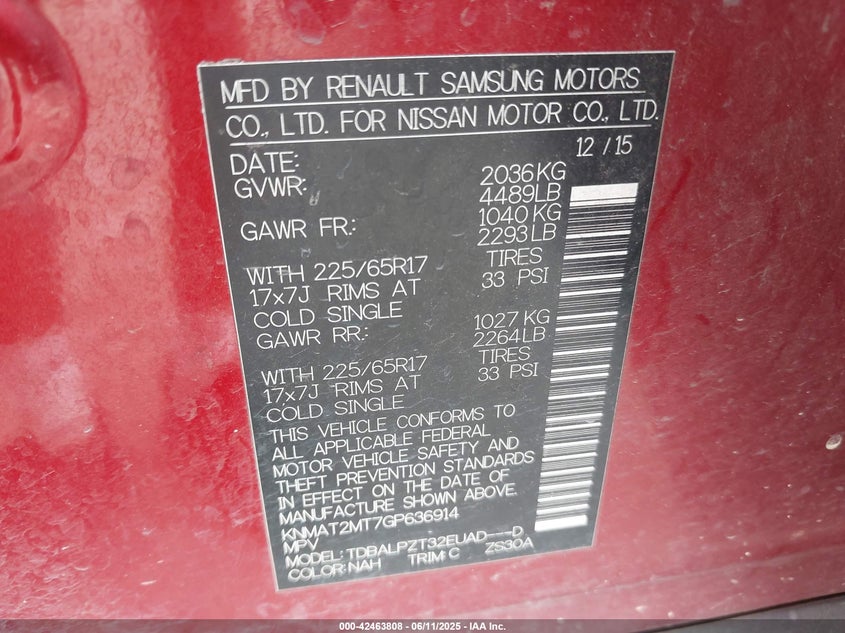 MFD BY RENAULT SAMSUNG MOTORS
CO., LTD. FOR NISSAN MOTOR CO., LTD.
DATE: 12 / 15
GVWR: 2036KG
4489LB
GAWR FR.: 1040KG
2293LB
WITH 225/65R17 TIRES
17x7J RIMS AT 33 PSI
COLD SINGLE
GAWR RR.: 1027KG
2264LB
WITH 225/65R17 TIRES
17x7J RIMS AT 33 PSI
COLD SINGLE
THIS VEHICLE CONFORMS TO
ALL APPLICABLE FEDERAL
MOTOR VEHICLE SAFETY AND
THEFT PREVENTION STANDARDS
IN EFFECT ON THE DATE OF
MANUFACTURE SHOWN ABOVE.
KNMAT2MT7GP636914
MPV
MODEL: TDBALPZT32EUAD----D
COLOR:NAH TRIM:C ZS30A
000-42463808 - 06/11/2025 - IAA Inc.